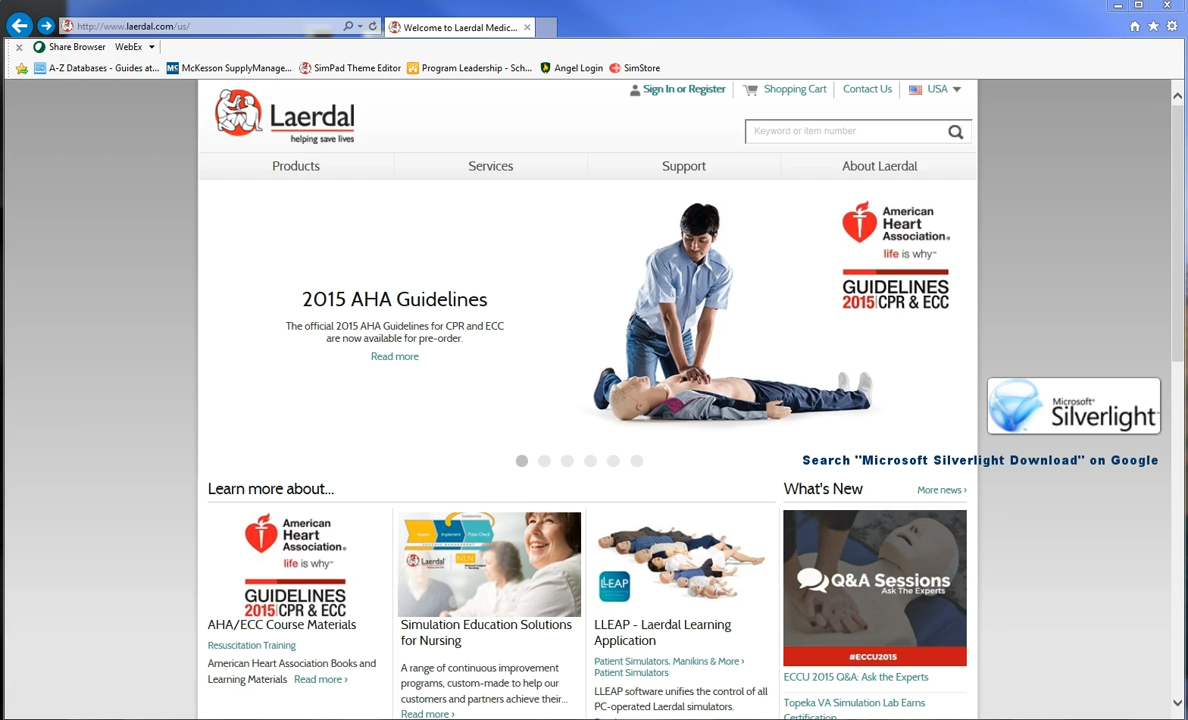 http://www.laerdal.com/us/
Welcome to Laerdal Medic...
Share Browser WebEx
A-Z Databases - Guides at... McKesson SupplyManage... SimPad Theme Editor Program Leadership - Sch... Angel Login SimStore
Sign In or Register Shopping Cart Contact Us USA
Laerdal
helping save lives
Keyword or item number
Products Services Support About Laerdal
American
Heart
Association®
life is why™
GUIDELINES
2015 CPR & ECC
2015 AHA Guidelines
The official 2015 AHA Guidelines for CPR and ECC
are now available for pre-order.
Read more
Microsoft®
Silverlight™
Search "Microsoft Silverlight Download" on Google
Learn more about...
What's New
More news ›
American
Heart
Association®
life is why™
GUIDELINES
2015 CPR & ECC
AHA/ECC Course Materials
Resuscitation Training
American Heart Association Books and
Learning Materials Read more ›
Laerdal
Simulation Education Solutions
for Nursing
A range of continuous improvement
programs, custom-made to help our
customers and partners achieve their...
Read more ›
LLEAP
LLEAP - Laerdal Learning
Application
Patient Simulators, Manikins & More ›
Patient Simulators
LLEAP software unifies the control of all
PC-operated Laerdal simulators.
Q&A Sessions
Ask The Experts
#ECCU2015
ECCU 2015 Q&A: Ask the Experts
Topeka VA Simulation Lab Earns
Certification